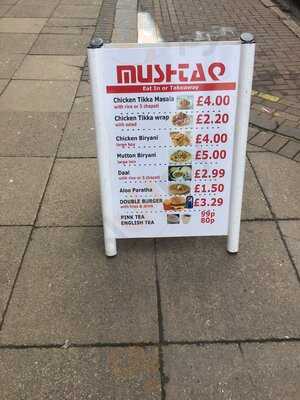 MUSHTAQ
Eat In or Takeaway
Chicken Tikka Masala £4.00
with rice or 3 chapati
Chicken Tikka wrap £2.20
with salad
Chicken Biryani £4.00
large box
Mutton Biryani £5.00
large box
Daal £2.99
with rice or 3 chapati
Aloo Paratha £1.50
DOUBLE BURGER £3.29
with fries & drink
PINK TEA 99p
ENGLISH TEA 80p